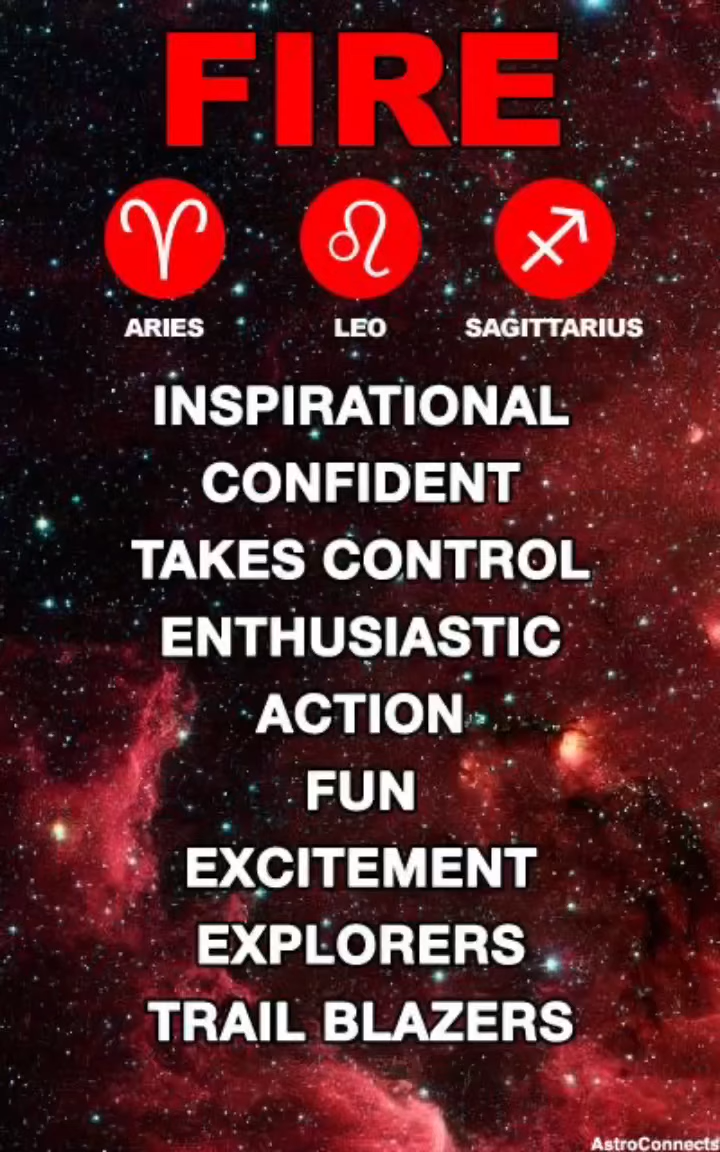 FIRE
ARIES LEO SAGITTARIUS
INSPIRATIONAL
CONFIDENT
TAKES CONTROL
ENTHUSIASTIC
ACTION
FUN
EXCITEMENT
EXPLORERS
TRAIL BLAZERS
AstroConnects